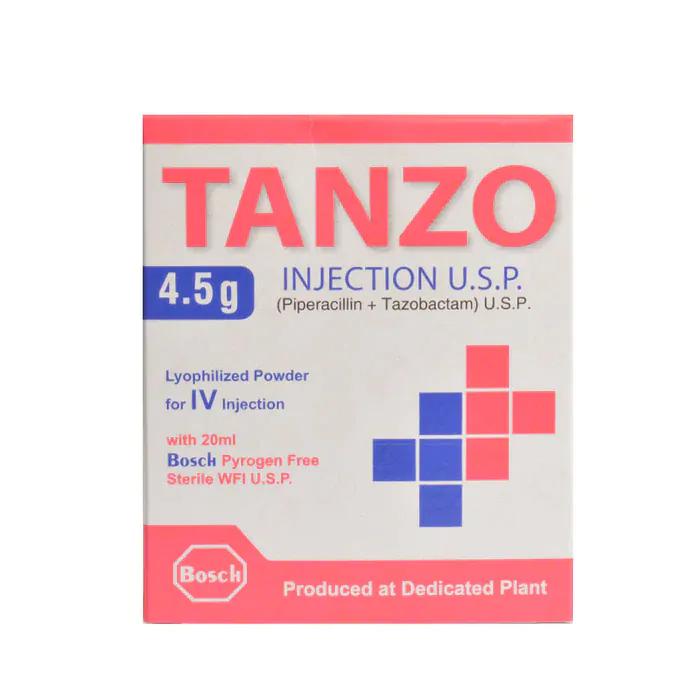 TANZO
4.5g
INJECTION U.S.P.
(Piperacillin + Tazobactam) U.S.P.
Lyophilized Powder
for IV Injection
with 20ml
Bosch Pyrogen Free
Sterile WFI U.S.P.
Bosch
Produced at Dedicated Plant